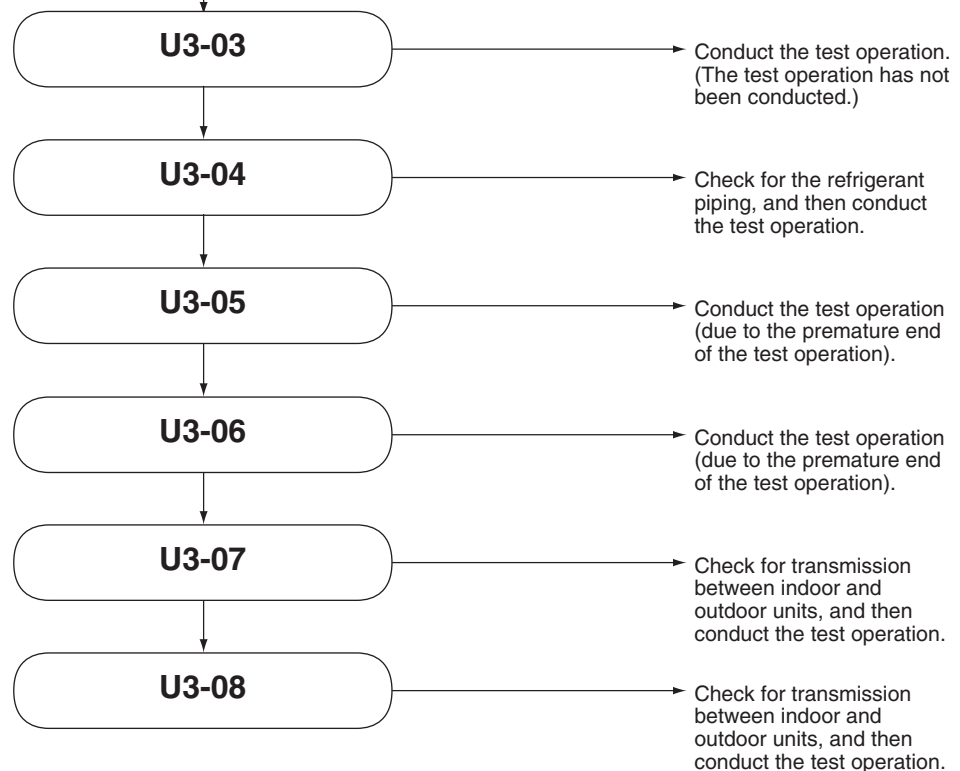 U3-03
Conduct the test operation.
(The test operation has not
been conducted.)
U3-04
Check for the refrigerant
piping, and then conduct
the test operation.
U3-05
Conduct the test operation
(due to the premature end
of the test operation).
U3-06
Conduct the test operation
(due to the premature end
of the test operation).
U3-07
Check for transmission
between indoor and
outdoor units, and then
conduct the test operation.
U3-08
Check for transmission
between indoor and
outdoor units, and then
conduct the test operation.